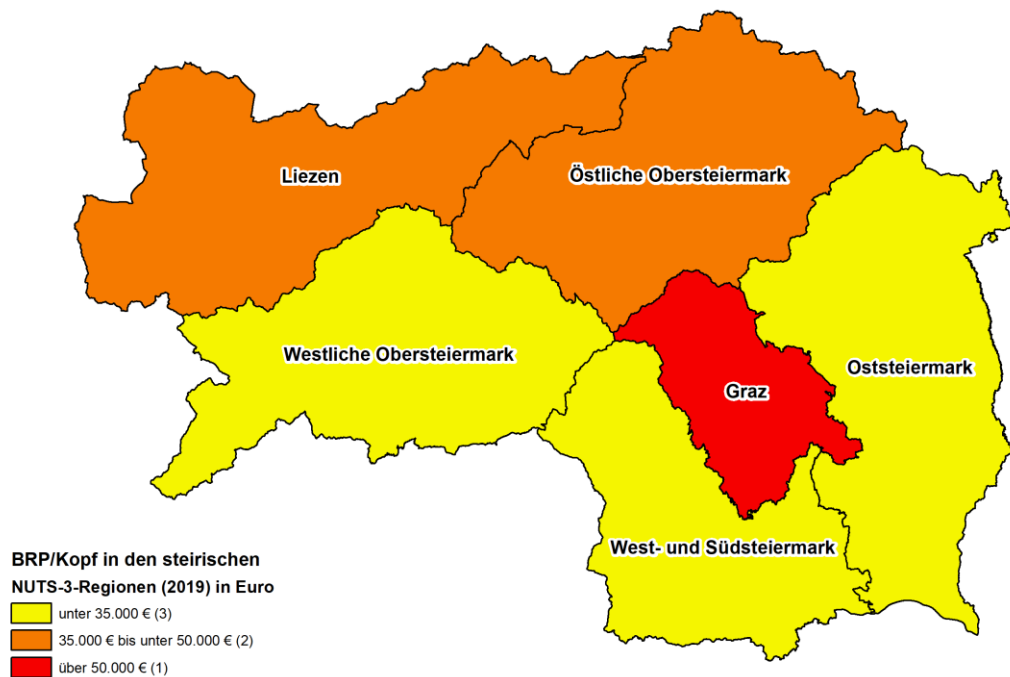 Liezen
Östliche Obersteiermark
Westliche Obersteiermark
Oststeiermark
Graz
West- und Südsteiermark
BRP/Kopf in den steirischen
NUTS-3-Regionen (2019) in Euro
unter 35.000 € (3)
35.000 € bis unter 50.000 € (2)
über 50.000 € (1)